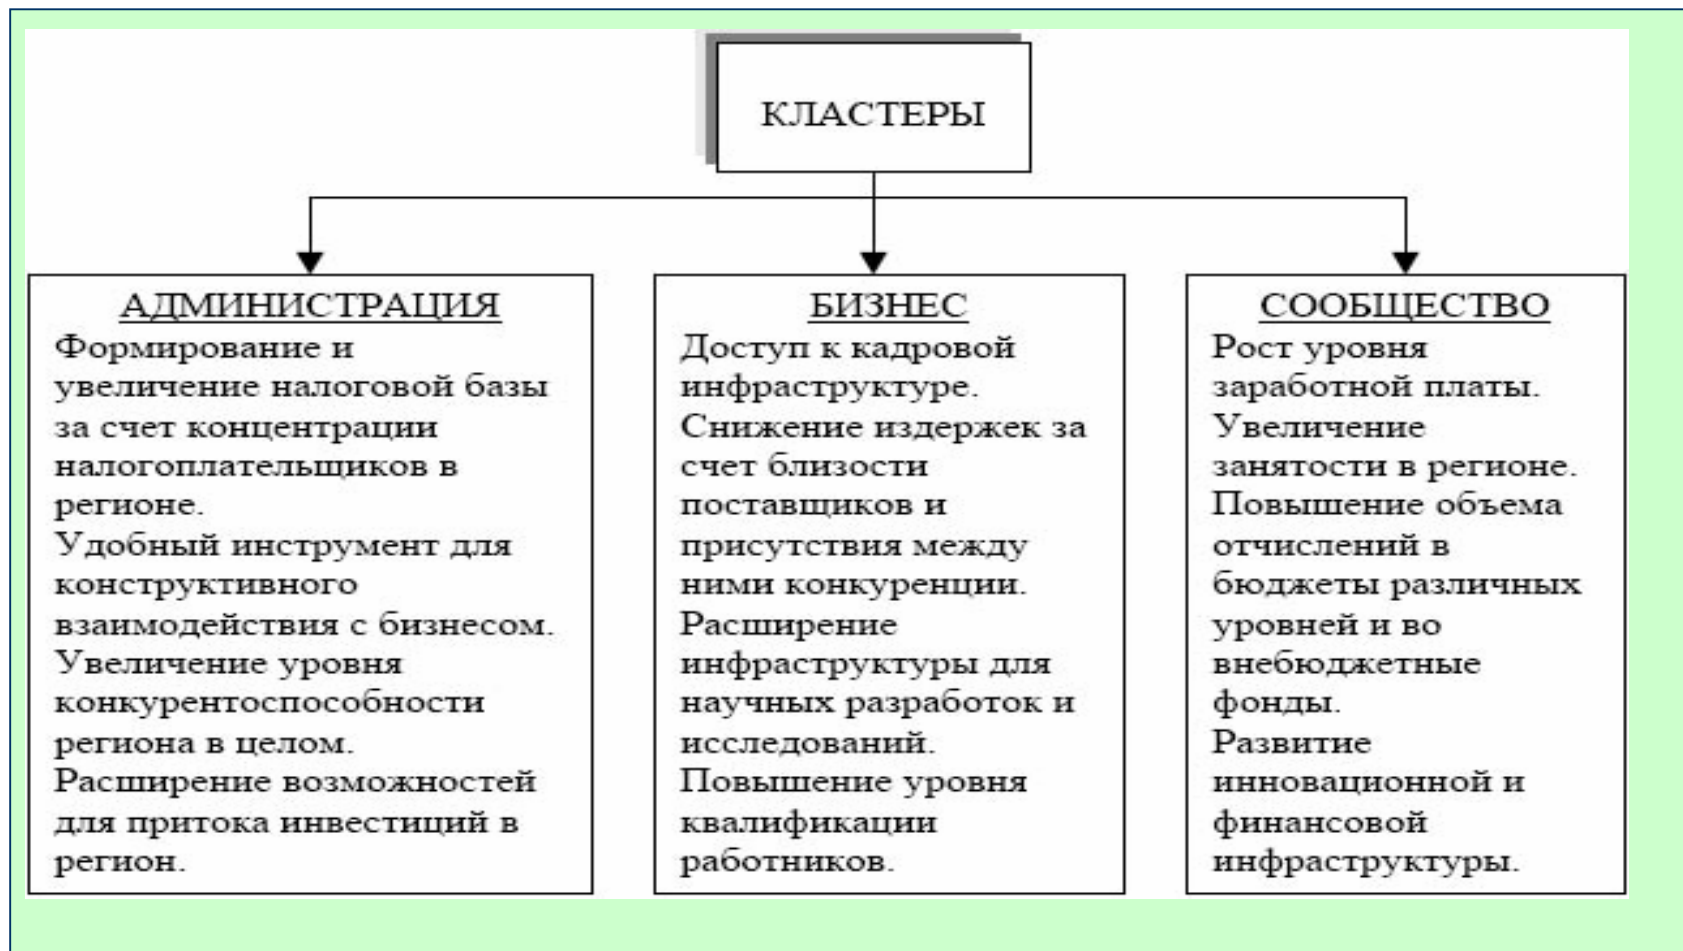 КЛАСТЕРЫ
АДМИНИСТРАЦИЯ
Формирование и
увеличение налоговой базы
за счет концентрации
налогоплательщиков в
регионе.
Удобный инструмент для
конструктивного
взаимодействия с бизнесом.
Увеличение уровня
конкурентоспособности
региона в целом.
Расширение возможностей
для притока инвестиций в
регион.
БИЗНЕС
Доступ к кадровой
инфраструктуре.
Снижение издержек за
счет близости
поставщиков и
присутствия между
ними конкуренции.
Расширение
инфраструктуры для
научных разработок и
исследований.
Повышение уровня
квалификации
работников.
СООБЩЕСТВО
Рост уровня
заработной платы.
Увеличение
занятости в регионе.
Повышение объема
отчислений в
бюджеты различных
уровней и во
внебюджетные
фонды.
Развитие
инновационной и
финансовой
инфраструктуры.